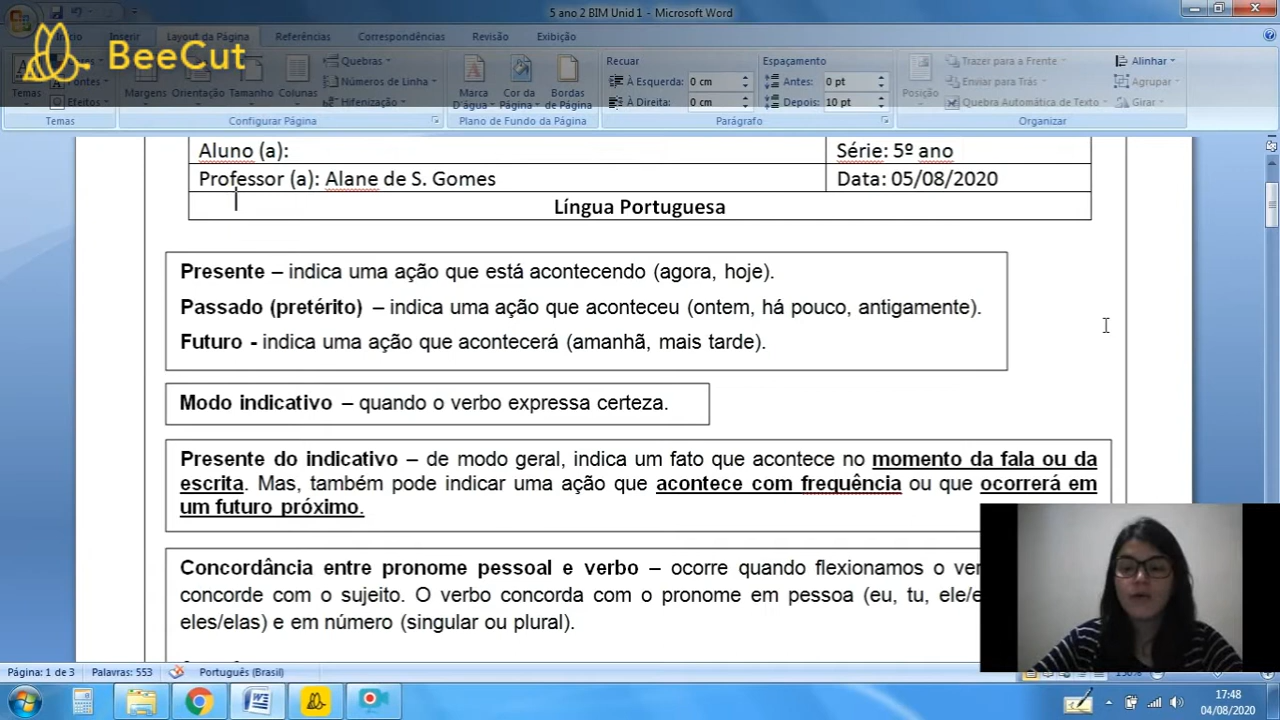 5 ano 2 BIM Unid 1 - Microsoft Word
BeeCut
Início Inserir Layout da Página Referências Correspondências Revisão Exibição
Temas Fontes Efeitos
Temas
Margens Orientação Tamanho Colunas
Quebras
Números de Linha
Hifenização
Configurar Página
Marca D'água Cor da Página Bordas de Página
Plano de Fundo da Página
Recuar
À Esquerda: 0 cm
À Direita: 0 cm
Espaçamento
Antes: 0 pt
Depois: 10 pt
Parágrafo
Posição
Trazer para a Frente
Enviar para Trás
Quebra Automática de Texto
Alinhar
Agrupar
Girar
Organizar
Aluno (a):
Série: 5º ano
Professor (a): Alane de S. Gomes
Data: 05/08/2020
Língua Portuguesa
Presente – indica uma ação que está acontecendo (agora, hoje).
Passado (pretérito) – indica uma ação que aconteceu (ontem, há pouco, antigamente).
Futuro - indica uma ação que acontecerá (amanhã, mais tarde).
Modo indicativo – quando o verbo expressa certeza.
Presente do indicativo – de modo geral, indica um fato que acontece no momento da fala ou da
escrita. Mas, também pode indicar uma ação que acontece com frequência ou que ocorrerá em
um futuro próximo.
Concordância entre pronome pessoal e verbo – ocorre quando flexionamos o ver
concorde com o sujeito. O verbo concorda com o pronome em pessoa (eu, tu, ele/e
eles/elas) e em número (singular ou plural).
Página: 1 de 3 Palavras: 553 Português (Brasil) 150%
17:48
04/08/2020